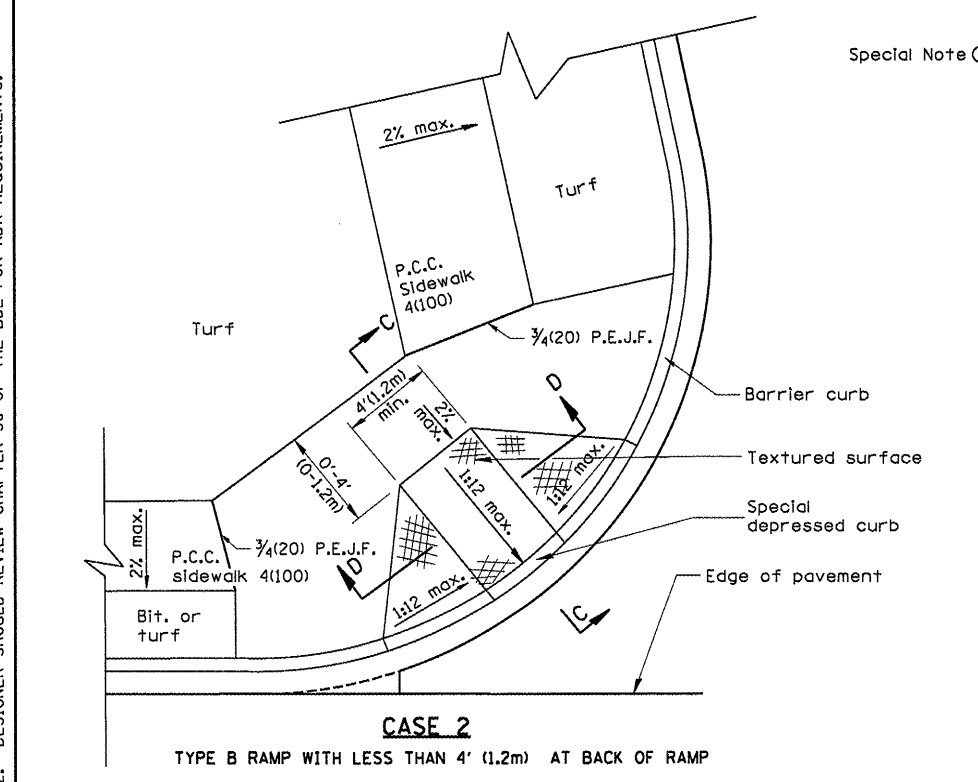 Special Note
2% max.
Turf
P.C.C.
Sidewalk
4(100)
Turf
C
3/4(20) P.E.J.F.
4'(1.2m)
min.
2%
max.
D
Barrier curb
0'-4'
(0-1.2m)
Textured surface
1:12 max.
1:12 max.
Special
depressed curb
2% max.
3/4(20) P.E.J.F.
P.C.C.
sidewalk 4(100)
D
Edge of pavement
1:12 max.
C
Bit. or
turf
CASE 2
TYPE B RAMP WITH LESS THAN 4' (1.2m) AT BACK OF RAMP